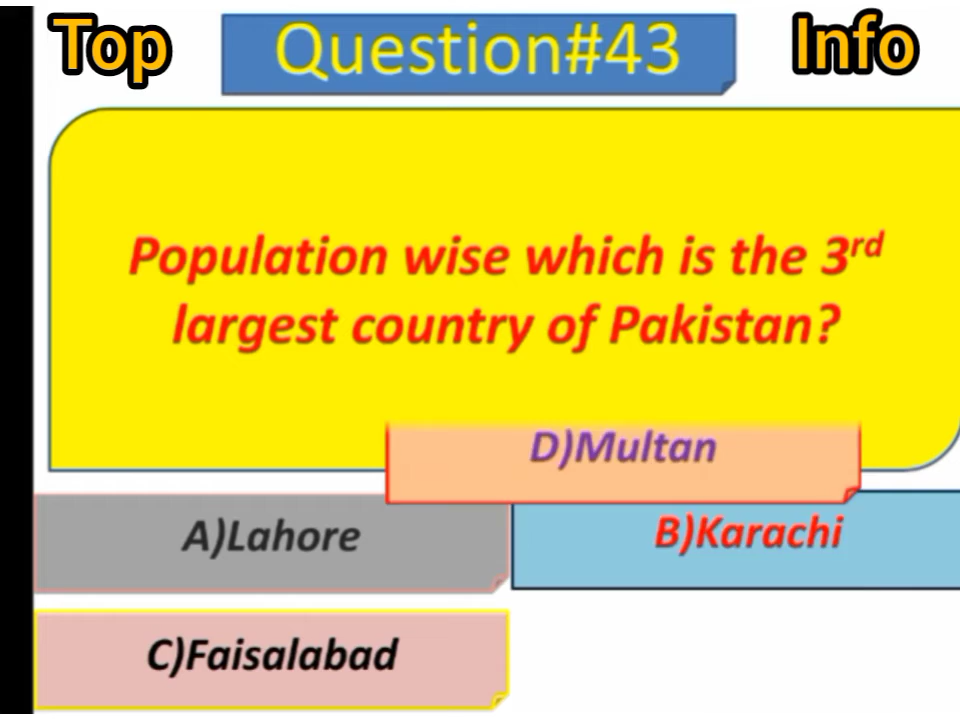 Top
Question#43
Info
Population wise which is the 3rd
largest country of Pakistan?
D)Multan
A)Lahore
B)Karachi
C)Faisalabad